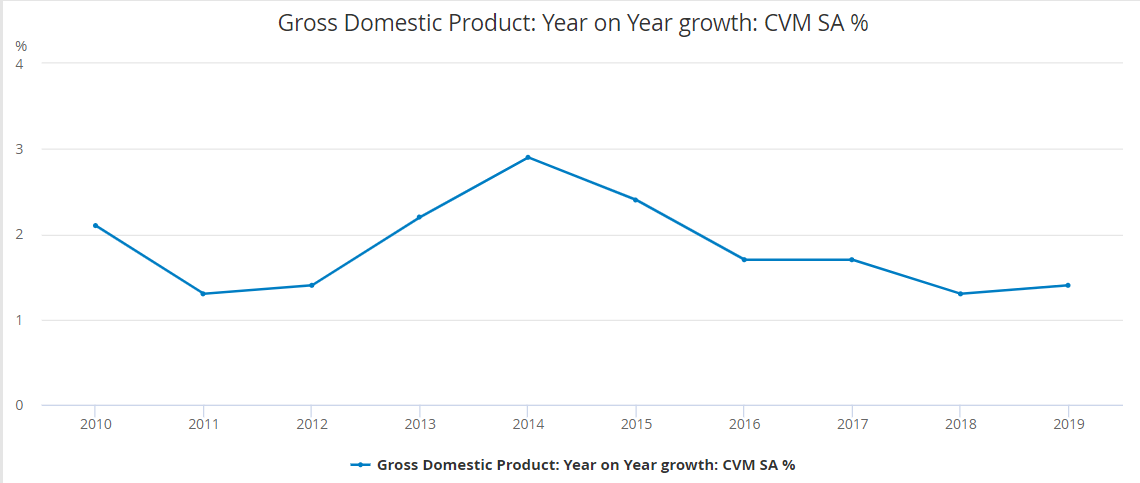 Gross Domestic Product: Year on Year growth: CVM SA %
%
4
3
2
1
0
2010 2011 2012 2013 2014 2015 2016 2017 2018 2019
Gross Domestic Product: Year on Year growth: CVM SA %